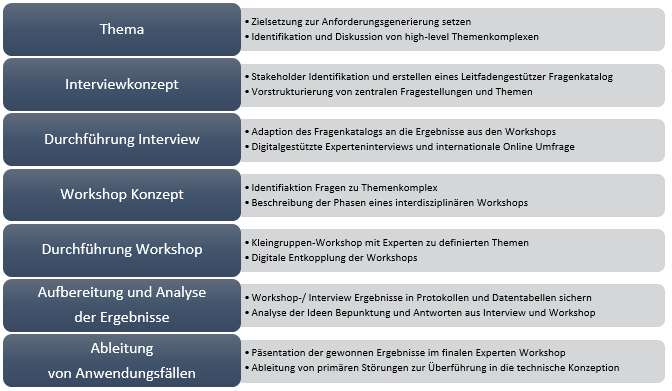 Thema
• Zielsetzung zur Anforderungsgenerierung setzen
• Identifikation und Diskussion von high-level Themenkomplexen
Interviewkonzept
• Stakeholder Identifikation und erstellen eines Leitfadengestützer Fragenkatalog
• Vorstrukturierung von zentralen Fragestellungen und Themen
Durchführung Interview
• Adaption des Fragenkatalogs an die Ergebnisse aus den Workshops
• Digitalgestützte Experteninterviews und internationale Online Umfrage
Workshop Konzept
• Identifiaktion Fragen zu Themenkomplex
• Beschreibung der Phasen eines interdisziplinären Workshops
Durchführung Workshop
• Kleingruppen-Workshop mit Experten zu definierten Themen
• Digitale Entkopplung der Workshops
Aufbereitung und Analyse
der Ergebnisse
• Workshop-/ Interview Ergebnisse in Protokollen und Datentabellen sichern
• Analyse der Ideen Bepunktung und Antworten aus Interview und Workshop
Ableitung
von Anwendungsfällen
• Päsentation der gewonnen Ergebnisse im finalen Experten Workshop
• Ableitung von primären Störungen zur Überführung in die technische Konzeption